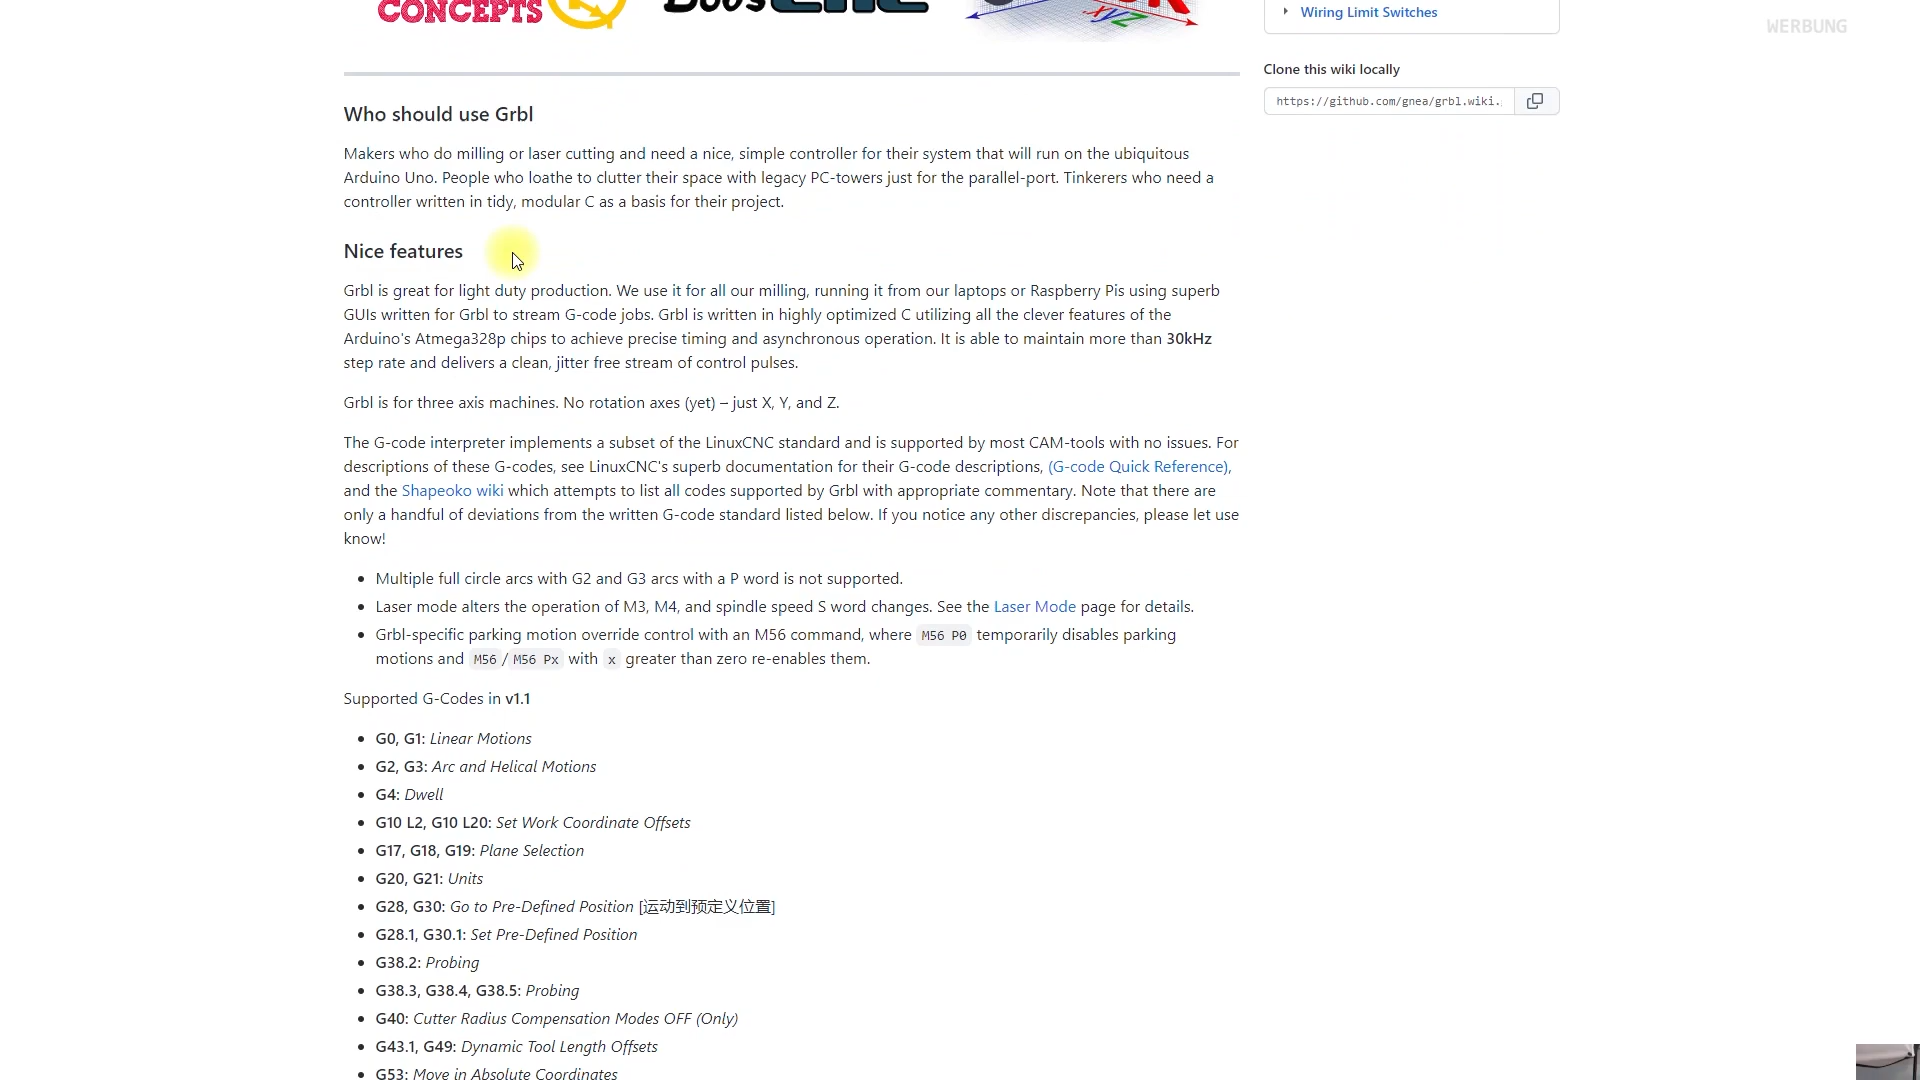 CONCEPTS
Wiring Limit Switches
WERBUNG
Clone this wiki locally
https://github.com/gnea/grbl.wiki.
Who should use Grbl
Makers who do milling or laser cutting and need a nice, simple controller for their system that will run on the ubiquitous
Arduino Uno. People who loathe to clutter their space with legacy PC-towers just for the parallel-port. Tinkerers who need a
controller written in tidy, modular C as a basis for their project.
Nice features
Grbl is great for light duty production. We use it for all our milling, running it from our laptops or Raspberry Pis using superb
GUIs written for Grbl to stream G-code jobs. Grbl is written in highly optimized C utilizing all the clever features of the
Arduino's Atmega328p chips to achieve precise timing and asynchronous operation. It is able to maintain more than 30kHz
step rate and delivers a clean, jitter free stream of control pulses.
Grbl is for three axis machines. No rotation axes (yet) – just X, Y, and Z.
The G-code interpreter implements a subset of the LinuxCNC standard and is supported by most CAM-tools with no issues. For
descriptions of these G-codes, see LinuxCNC's superb documentation for their G-code descriptions, (G-code Quick Reference),
and the Shapeoko wiki which attempts to list all codes supported by Grbl with appropriate commentary. Note that there are
only a handful of deviations from the written G-code standard listed below. If you notice any other discrepancies, please let use
know!
• Multiple full circle arcs with G2 and G3 arcs with a P word is not supported.
• Laser mode alters the operation of M3, M4, and spindle speed S word changes. See the Laser Mode page for details.
• Grbl-specific parking motion override control with an M56 command, where M56 P0 temporarily disables parking
motions and M56 / M56 Px with x greater than zero re-enables them.
Supported G-Codes in v1.1
• G0, G1: Linear Motions
• G2, G3: Arc and Helical Motions
• G4: Dwell
• G10 L2, G10 L20: Set Work Coordinate Offsets
• G17, G18, G19: Plane Selection
• G20, G21: Units
• G28, G30: Go to Pre-Defined Position [运动到预定义位置]
• G28.1, G30.1: Set Pre-Defined Position
• G38.2: Probing
• G38.3, G38.4, G38.5: Probing
• G40: Cutter Radius Compensation Modes OFF (Only)
• G43.1, G49: Dynamic Tool Length Offsets
• G53: Move in Absolute Coordinates